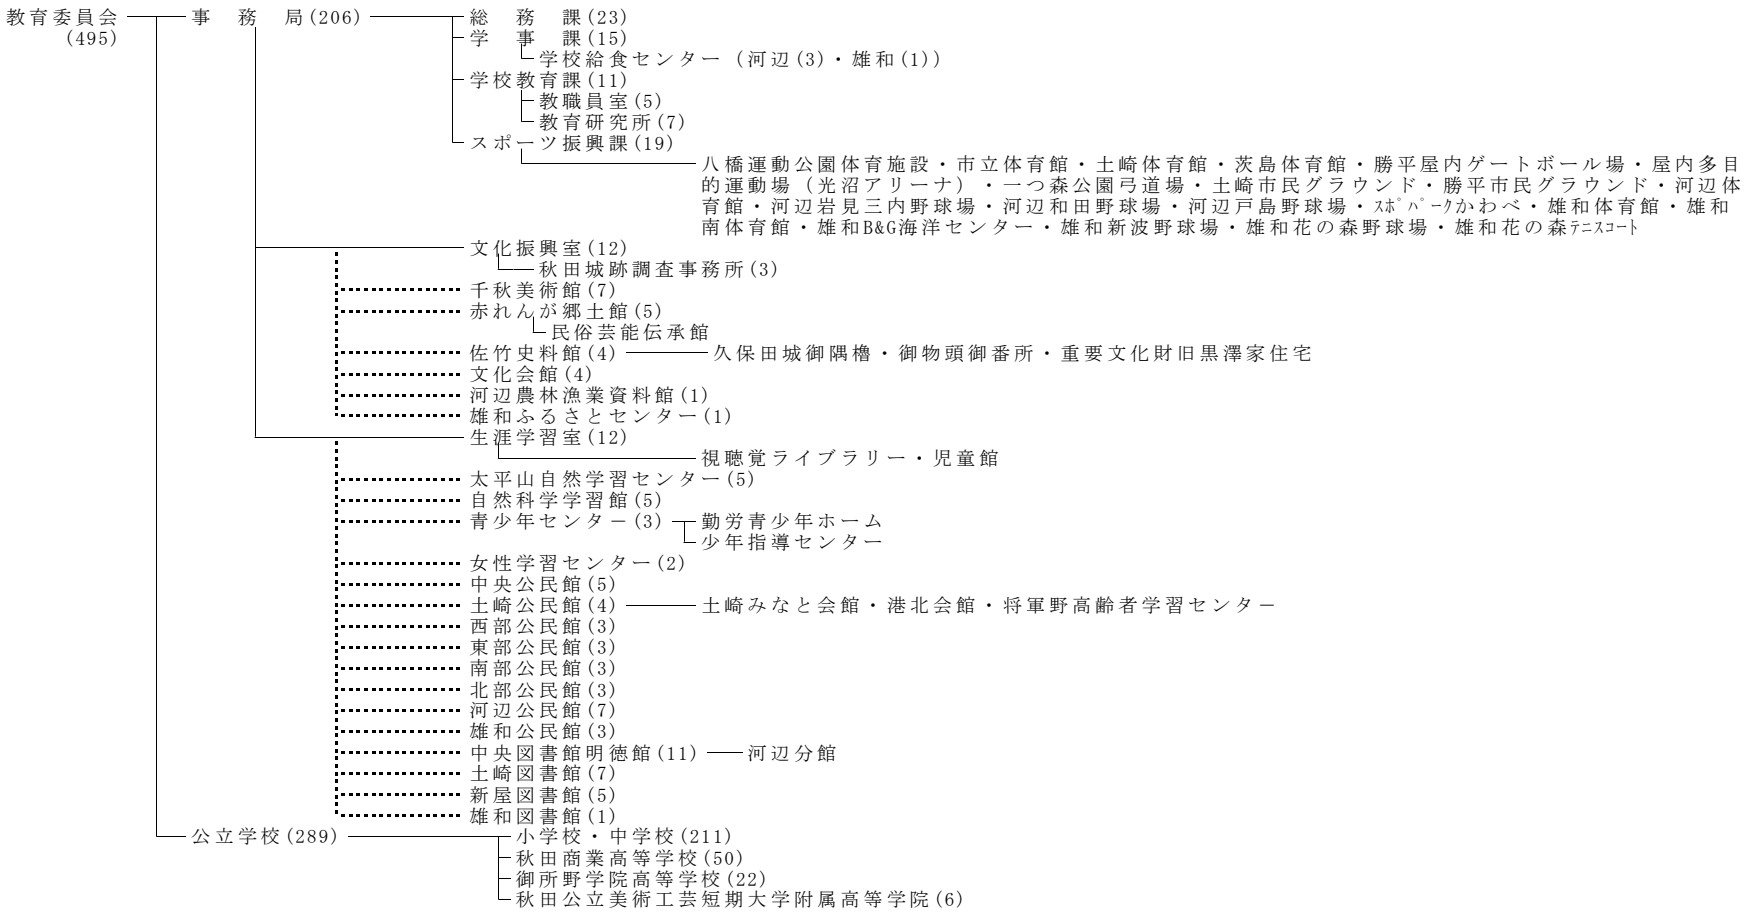 教育委員会 事務局(206) 総務課(23)
(495) 学事課(15)
学校給食センター（河辺(3)・雄和(1)）
学校教育課(11)
教職員室(5)
教育研究所(7)
スポーツ振興課(19)
八橋運動公園体育施設・市立体育館・土崎体育館・茨島体育館・勝平屋内ゲートボール場・屋内多目
的運動場（光沼アリーナ）・一つ森公園弓道場・土崎市民グラウンド・勝平市民グラウンド・河辺体
育館・河辺岩見三内野球場・河辺和田野球場・河辺戸島野球場・ｽﾎﾟﾊﾟｰｸかわべ・雄和体育館・雄和
南体育館・雄和B&G海洋センター・雄和新波野球場・雄和花の森野球場・雄和花の森ﾃﾆｽｺｰﾄ
文化振興室(12)
秋田城跡調査事務所(3)
千秋美術館(7)
赤れんが郷土館(5)
民俗芸能伝承館
佐竹史料館(4) 久保田城御隅櫓・御物頭御番所・重要文化財旧黒澤家住宅
文化会館(4)
河辺農林漁業資料館(1)
雄和ふるさとセンター(1)
生涯学習室(12)
視聴覚ライブラリー・児童館
太平山自然学習センター(5)
自然科学学習館(5)
青少年センター(3) 勤労青少年ホーム
少年指導センター
女性学習センター(2)
中央公民館(5)
土崎公民館(4) 土崎みなと会館・港北会館・将軍野高齢者学習センター
西部公民館(3)
東部公民館(3)
南部公民館(3)
北部公民館(3)
河辺公民館(7)
雄和公民館(3)
中央図書館明徳館(11) 河辺分館
土崎図書館(7)
新屋図書館(5)
雄和図書館(1)
公立学校(289) 小学校・中学校(211)
秋田商業高等学校(50)
御所野学院高等学校(22)
秋田公立美術工芸短期大学附属高等学院(6)